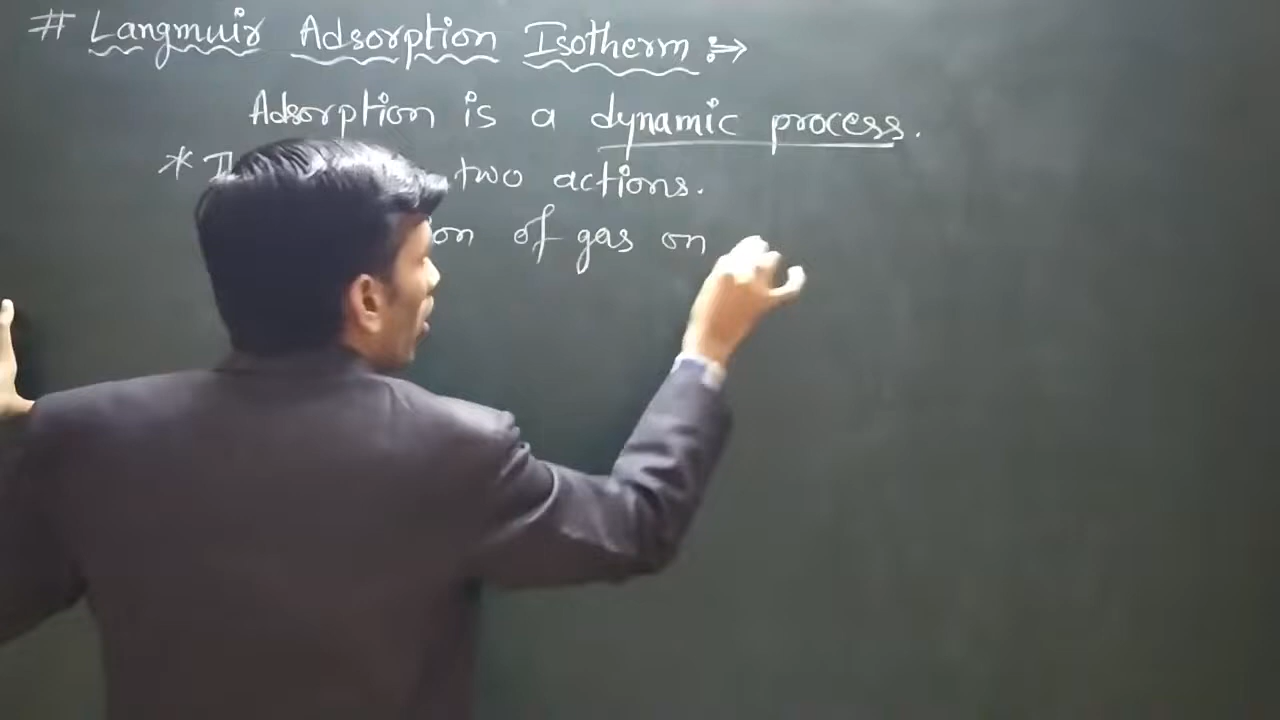 # Langmuir Adsorption Isotherm :→
Adsorption is a dynamic process.
* two actions.
of gas on